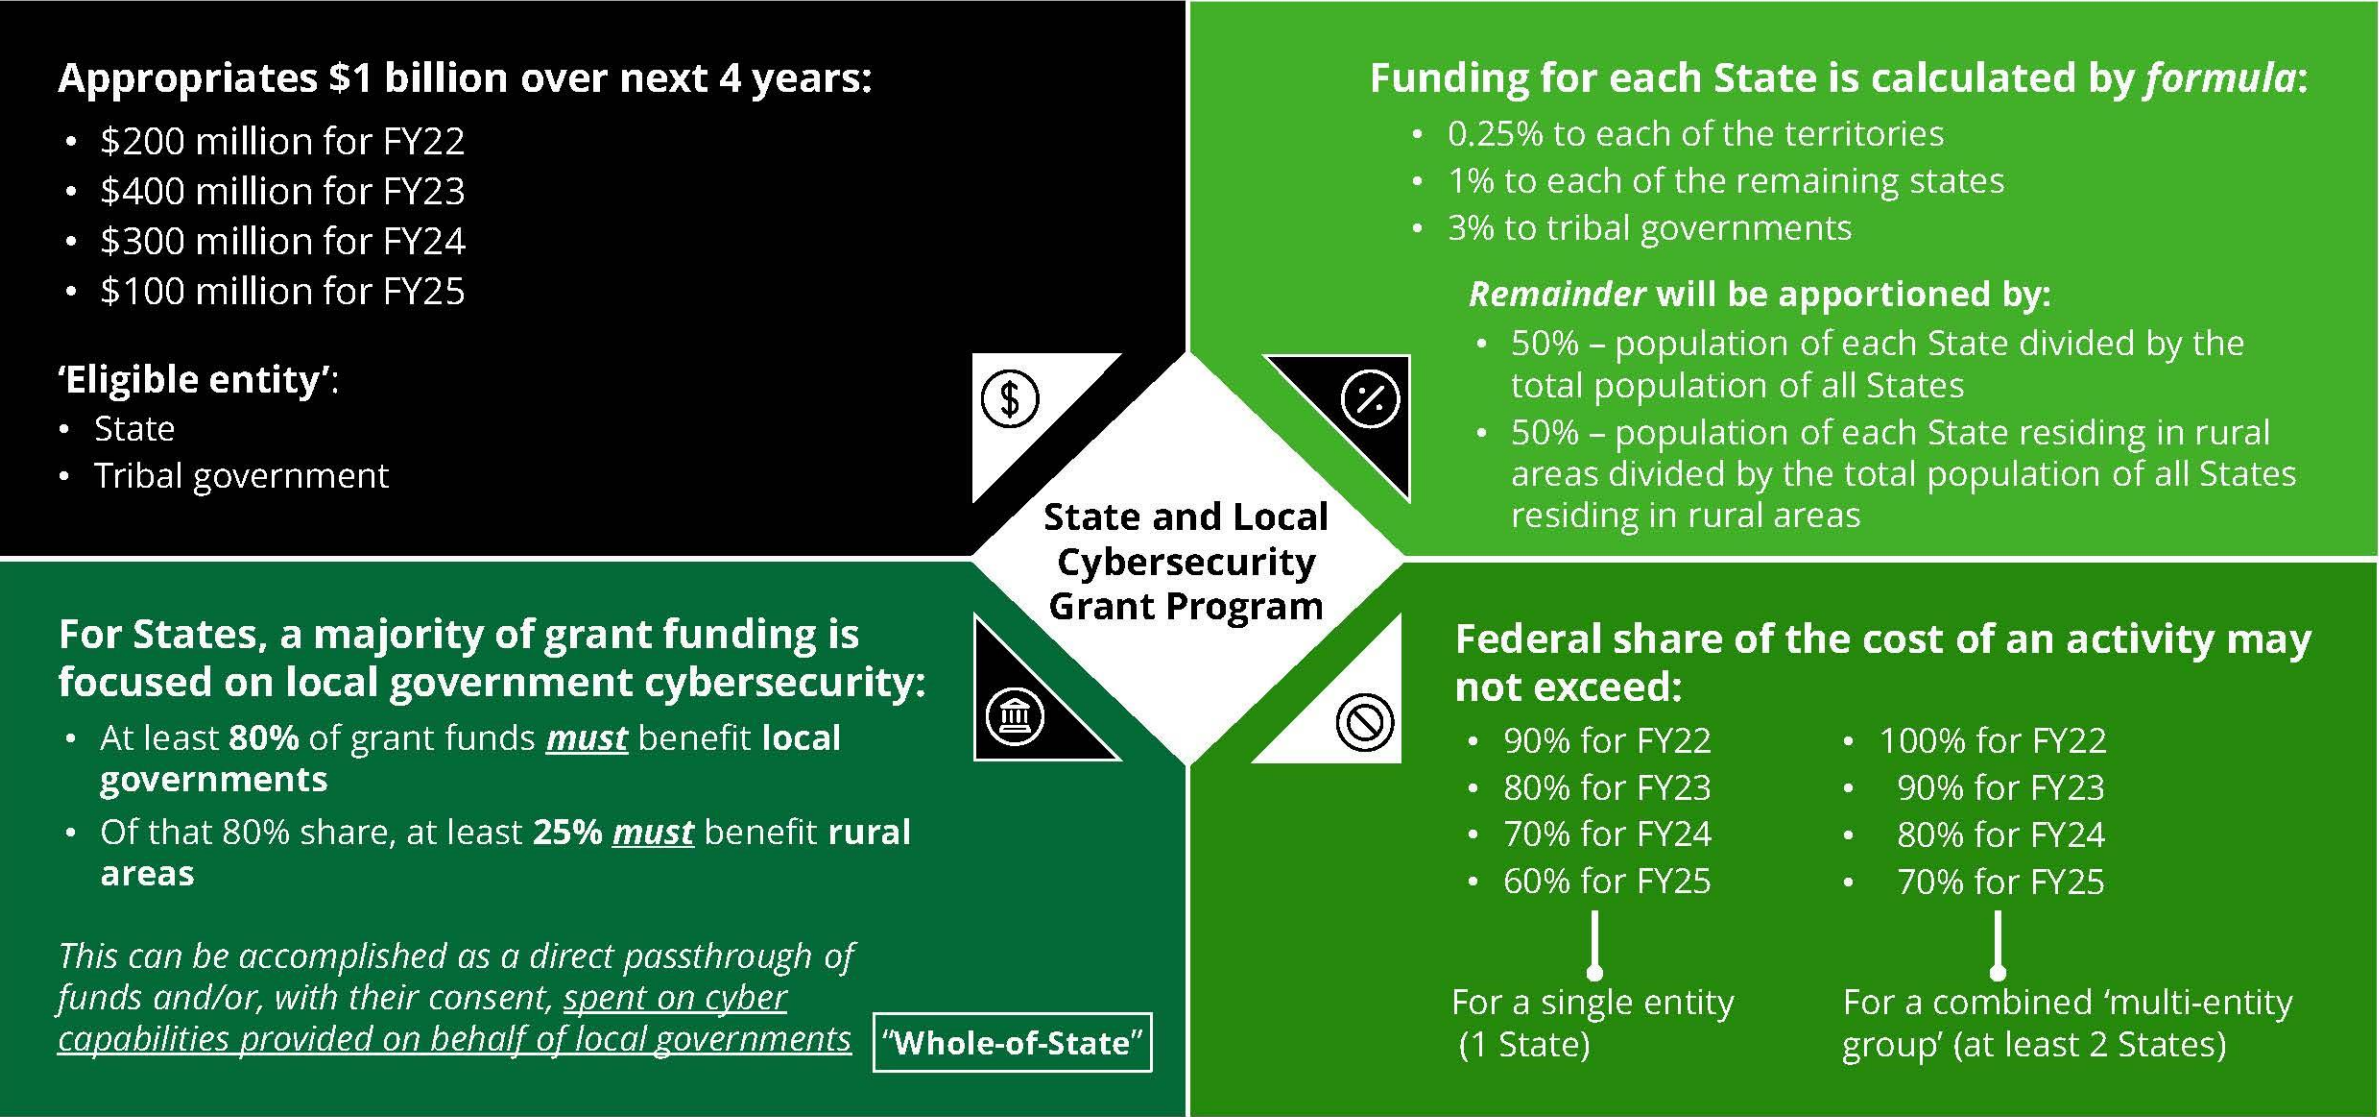 Appropriates $1 billion over next 4 years:
• $200 million for FY22
• $400 million for FY23
• $300 million for FY24
• $100 million for FY25
‘Eligible entity’:
• State
• Tribal government
$
Funding for each State is calculated by formula:
• 0.25% to each of the territories
• 1% to each of the remaining states
• 3% to tribal governments
Remainder will be apportioned by:
• 50% – population of each State divided by the
total population of all States
• 50% – population of each State residing in rural
areas divided by the total population of all States
residing in rural areas
%
State and Local
Cybersecurity
Grant Program
For States, a majority of grant funding is
focused on local government cybersecurity:
• At least 80% of grant funds must benefit local
governments
• Of that 80% share, at least 25% must benefit rural
areas
This can be accomplished as a direct passthrough of
funds and/or, with their consent, spent on cyber
capabilities provided on behalf of local governments
“Whole-of-State”
Federal share of the cost of an activity may
not exceed:
• 90% for FY22
• 80% for FY23
• 70% for FY24
• 60% for FY25
For a single entity
(1 State)
• 100% for FY22
• 90% for FY23
• 80% for FY24
• 70% for FY25
For a combined ‘multi-entity
group’ (at least 2 States)